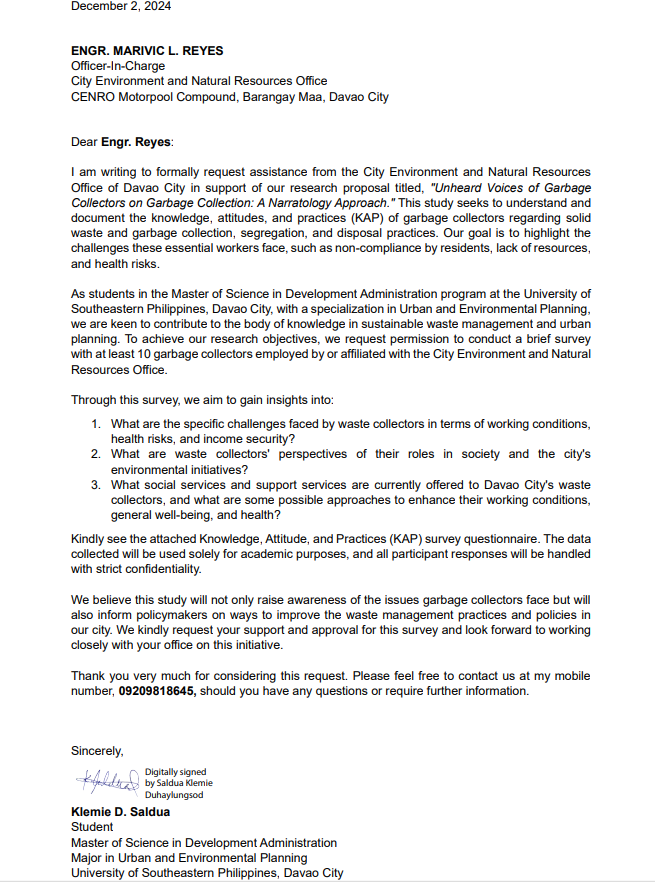 December 2, 2024
ENGR. MARIVIC L. REYES
Officer-In-Charge
City Environment and Natural Resources Office
CENRO Motorpool Compound, Barangay Maa, Davao City
Dear Engr. Reyes:
I am writing to formally request assistance from the City Environment and Natural Resources
Office of Davao City in support of our research proposal titled, "Unheard Voices of Garbage
Collectors on Garbage Collection: A Narratology Approach." This study seeks to understand and
document the knowledge, attitudes, and practices (KAP) of garbage collectors regarding solid
waste and garbage collection, segregation, and disposal practices. Our goal is to highlight the
challenges these essential workers face, such as non-compliance by residents, lack of resources,
and health risks.
As students in the Master of Science in Development Administration program at the University of
Southeastern Philippines, Davao City, with a specialization in Urban and Environmental Planning,
we are keen to contribute to the body of knowledge in sustainable waste management and urban
planning. To achieve our research objectives, we request permission to conduct a brief survey
with at least 10 garbage collectors employed by or affiliated with the City Environment and Natural
Resources Office.
Through this survey, we aim to gain insights into:
1. What are the specific challenges faced by waste collectors in terms of working conditions,
health risks, and income security?
2. What are waste collectors' perspectives of their roles in society and the city's
environmental initiatives?
3. What social services and support services are currently offered to Davao City's waste
collectors, and what are some possible approaches to enhance their working conditions,
general well-being, and health?
Kindly see the attached Knowledge, Attitude, and Practices (KAP) survey questionnaire. The data
collected will be used solely for academic purposes, and all participant responses will be handled
with strict confidentiality.
We believe this study will not only raise awareness of the issues garbage collectors face but will
also inform policymakers on ways to improve the waste management practices and policies in
our city. We kindly request your support and approval for this survey and look forward to working
closely with your office on this initiative.
Thank you very much for considering this request. Please feel free to contact us at my mobile
number, 09209818645, should you have any questions or require further information.
Sincerely,
Digitally signed
by Saldua Klemie
Duhaylungsod
Klemie D. Saldua
Student
Master of Science in Development Administration
Major in Urban and Environmental Planning
University of Southeastern Philippines, Davao City